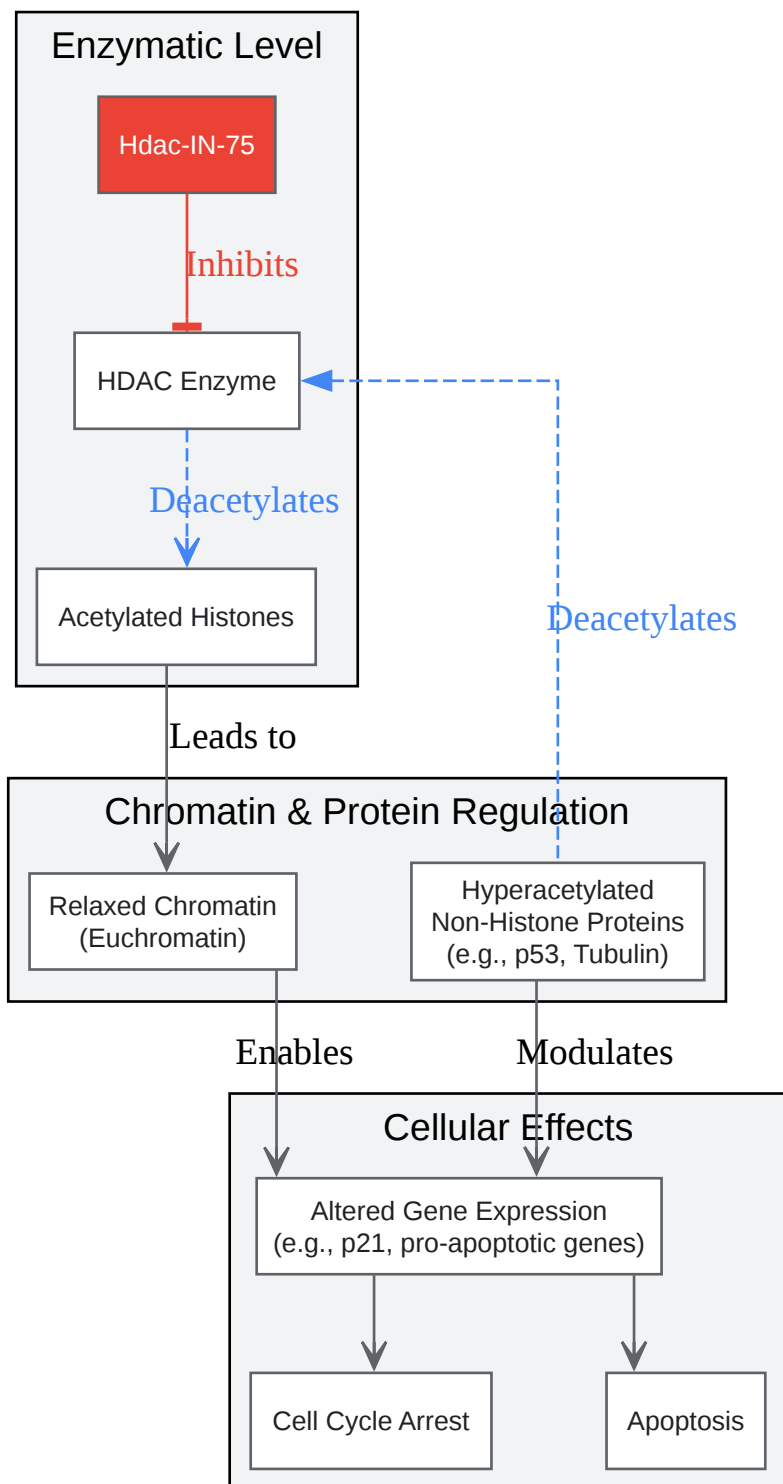 Enzymatic Level
Hdac-IN-75
Inhibits
HDAC Enzyme
Deacetylates
Acetylated Histones
Deacetylates
Leads to
Chromatin & Protein Regulation
Relaxed Chromatin
(Euchromatin)
Hyperacetylated
Non-Histone Proteins
(e.g., p53, Tubulin)
Enables
Modulates
Cellular Effects
Altered Gene Expression
(e.g., p21, pro-apoptotic genes)
Cell Cycle Arrest
Apoptosis